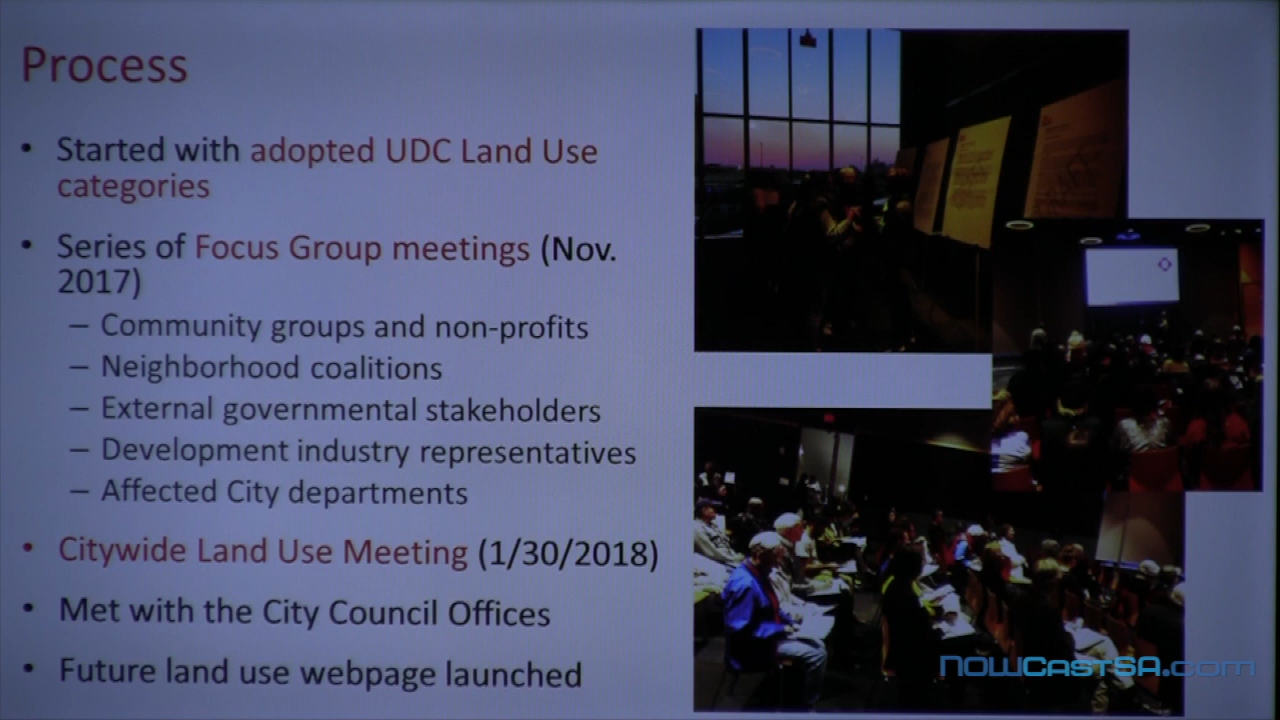 Process
• Started with adopted UDC Land Use
categories
• Series of Focus Group meetings (Nov.
2017)
– Community groups and non-profits
– Neighborhood coalitions
– External governmental stakeholders
– Development industry representatives
– Affected City departments
• Citywide Land Use Meeting (1/30/2018)
• Met with the City Council Offices
• Future land use webpage launched
NOWCASTSA.com